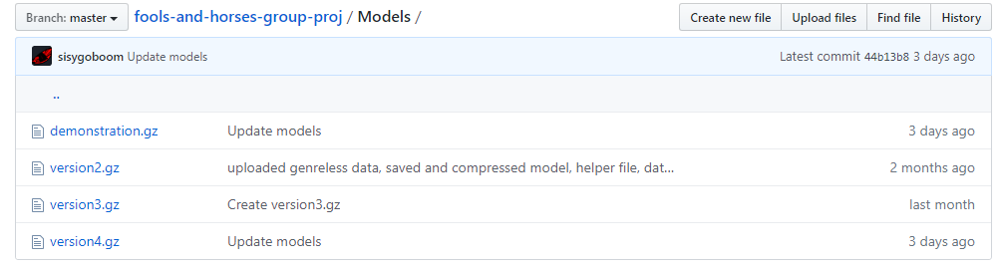 Branch: master fools-and-horses-group-proj / Models / Create new file Upload files Find file History
sisygoboom Update models Latest commit 44b13b8 3 days ago
..
demonstration.gz Update models 3 days ago
version2.gz uploaded genreless data, saved and compressed model, helper file, dat... 2 months ago
version3.gz Create version3.gz last month
version4.gz Update models 3 days ago